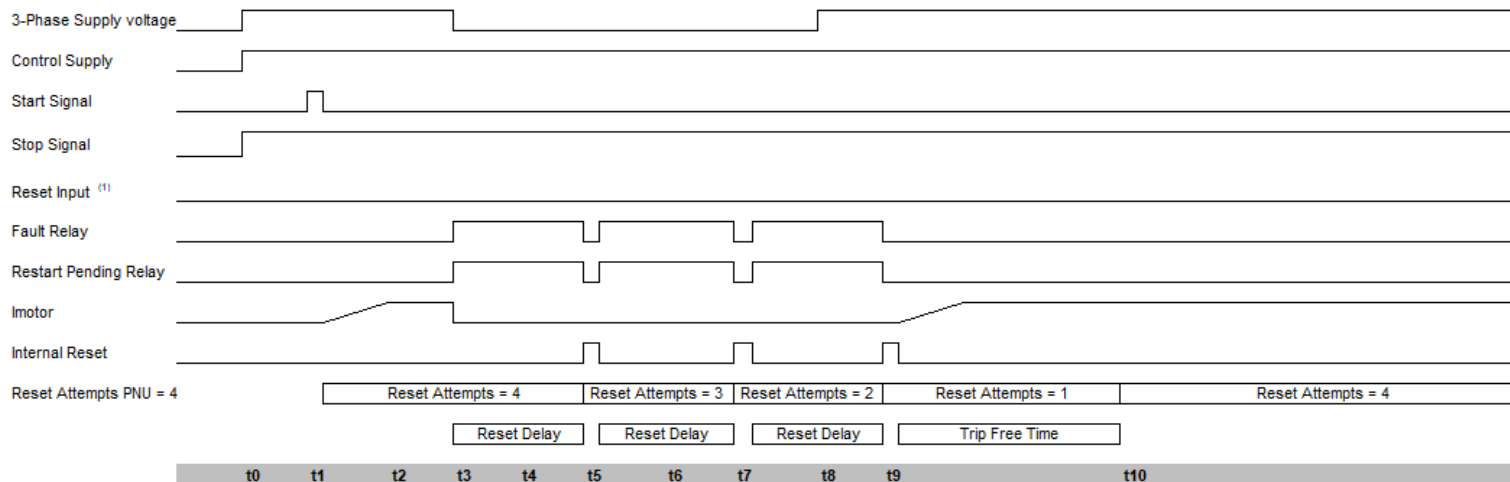 3-Phase Supply voltage
Control Supply
Start Signal
Stop Signal
Reset Input (1)
Fault Relay
Restart Pending Relay
Imotor
Internal Reset
Reset Attempts PNU = 4
Reset Attempts = 4
Reset Attempts = 3
Reset Attempts = 2
Reset Attempts = 1
Reset Attempts = 4
Reset Delay
Reset Delay
Reset Delay
Trip Free Time
t0 t1 t2 t3 t4 t5 t6 t7 t8 t9 t10